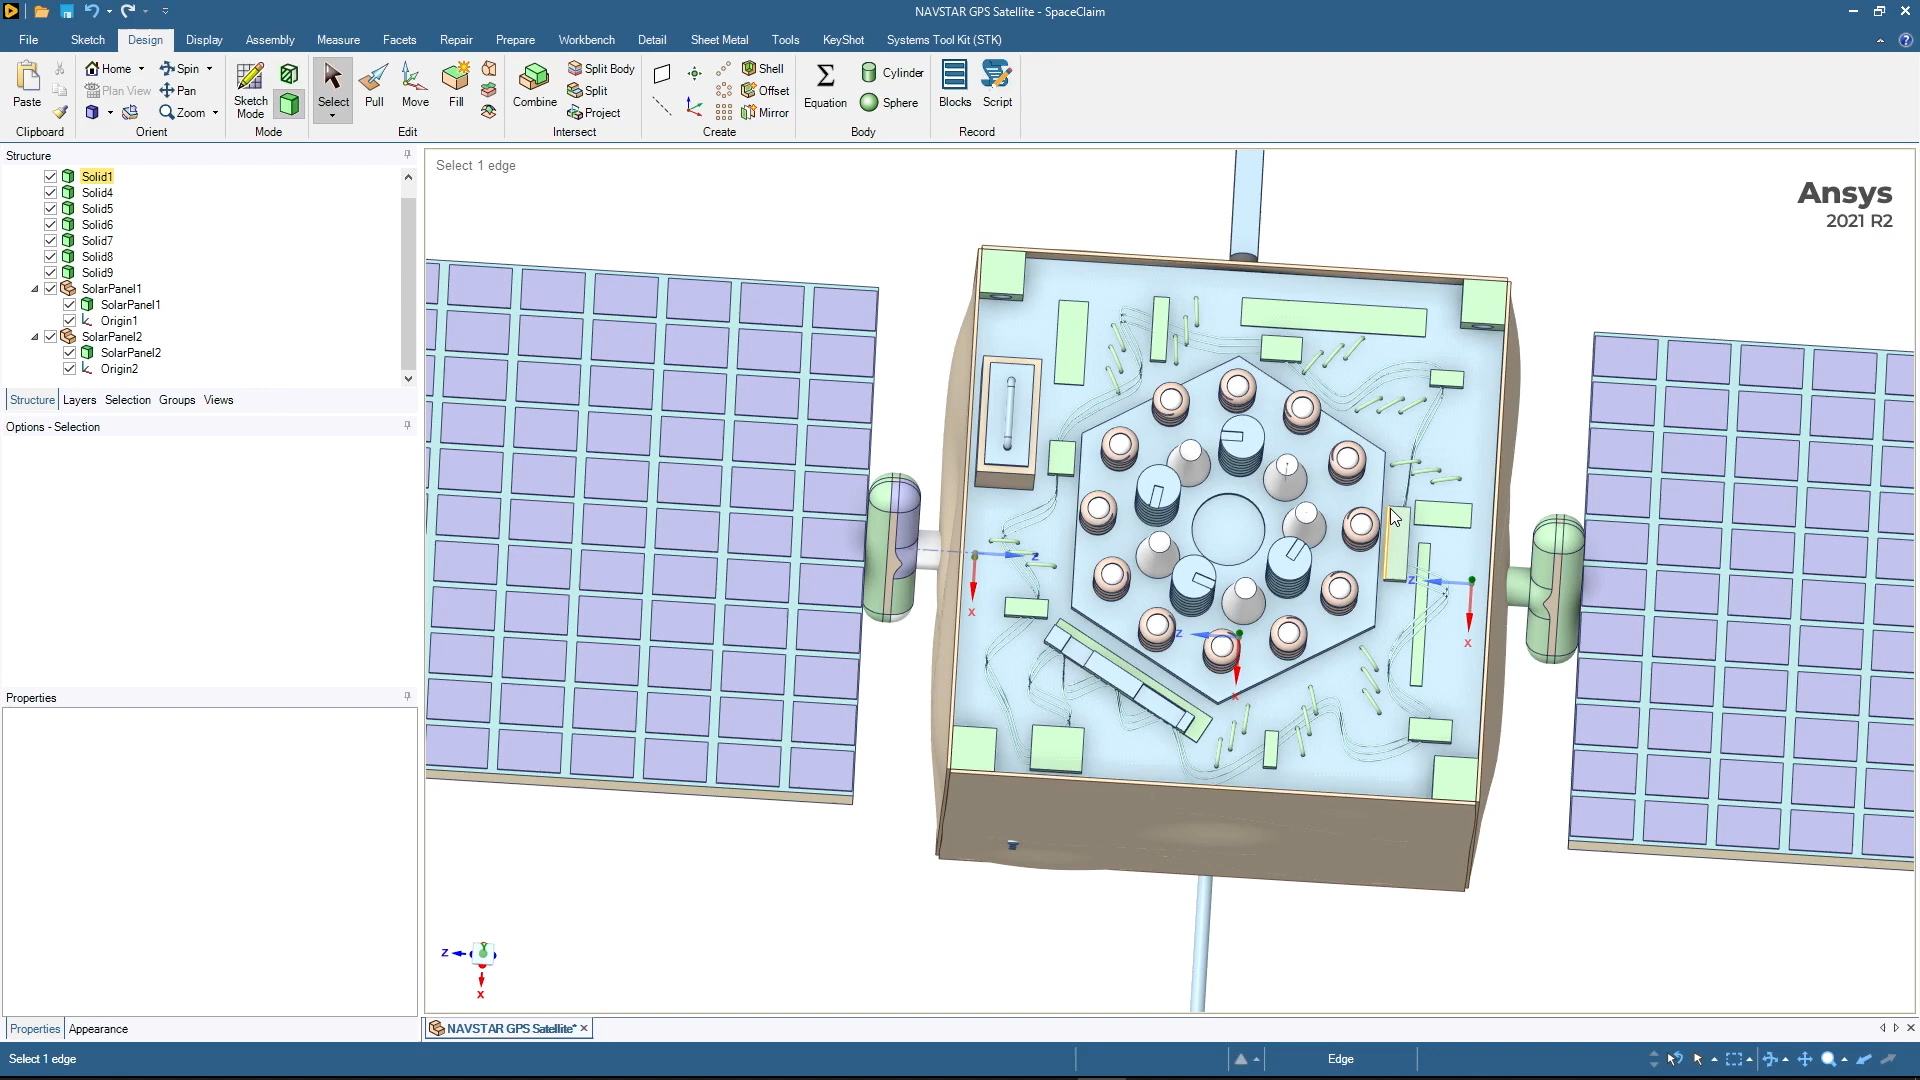 NAVSTAR GPS Satellite - SpaceClaim
File Sketch Design Display Assembly Measure Facets Repair Prepare Workbench Detail Sheet Metal Tools KeyShot Systems Tool Kit (STK)
Paste
Clipboard
Home Spin
Plan View Pan
Zoom
Orient
Sketch Mode
Mode
Select Pull Move Fill
Edit
Combine
Split Body
Split
Project
Intersect
Shell
Offset
Mirror
Create
Equation
Cylinder
Sphere
Body
Blocks Script
Record
Structure
Solid1
Solid4
Solid5
Solid6
Solid7
Solid8
Solid9
SolarPanel1
SolarPanel1
Origin1
SolarPanel2
SolarPanel2
Origin2
Structure Layers Selection Groups Views
Options - Selection
Properties
Properties Appearance
Select 1 edge
Ansys
2021 R2
Z
X
Z
X
Z
X
Y
Z
X
NAVSTAR GPS Satellite*
Select 1 edge
Edge